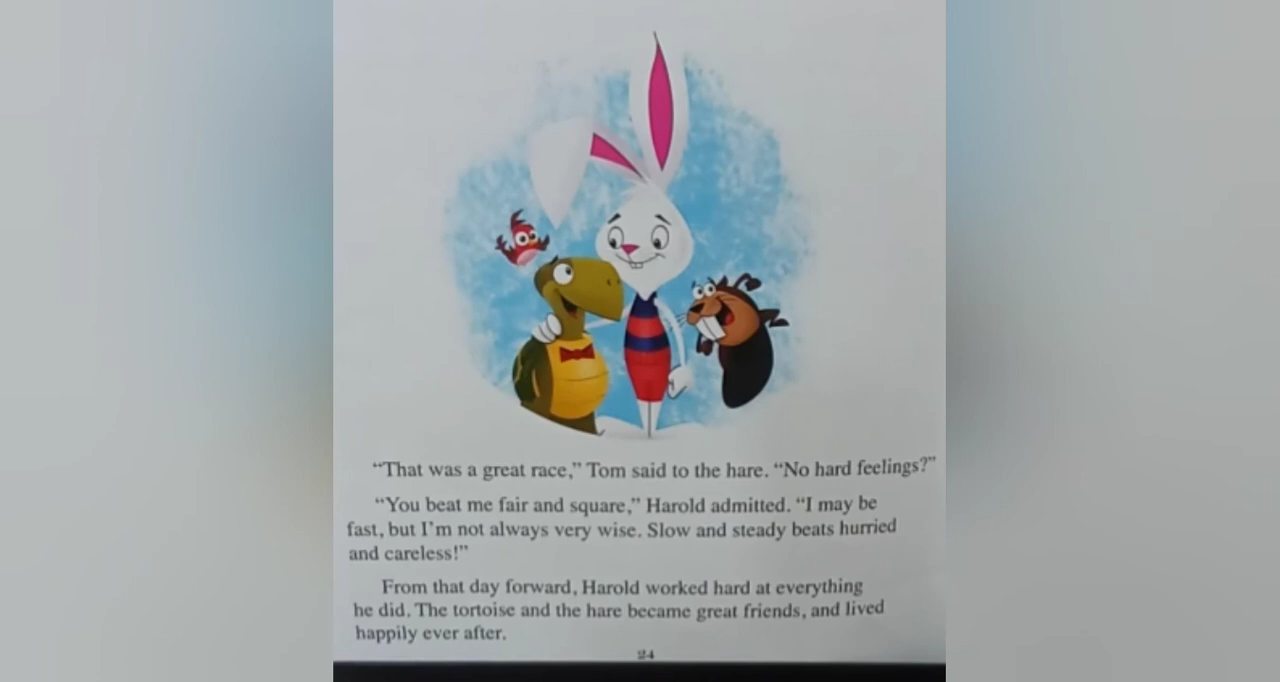 “That was a great race,” Tom said to the hare. “No hard feelings?”
“You beat me fair and square,” Harold admitted. “I may be
fast, but I’m not always very wise. Slow and steady beats hurried
and careless!”
From that day forward, Harold worked hard at everything
he did. The tortoise and the hare became great friends, and lived
happily ever after.
24